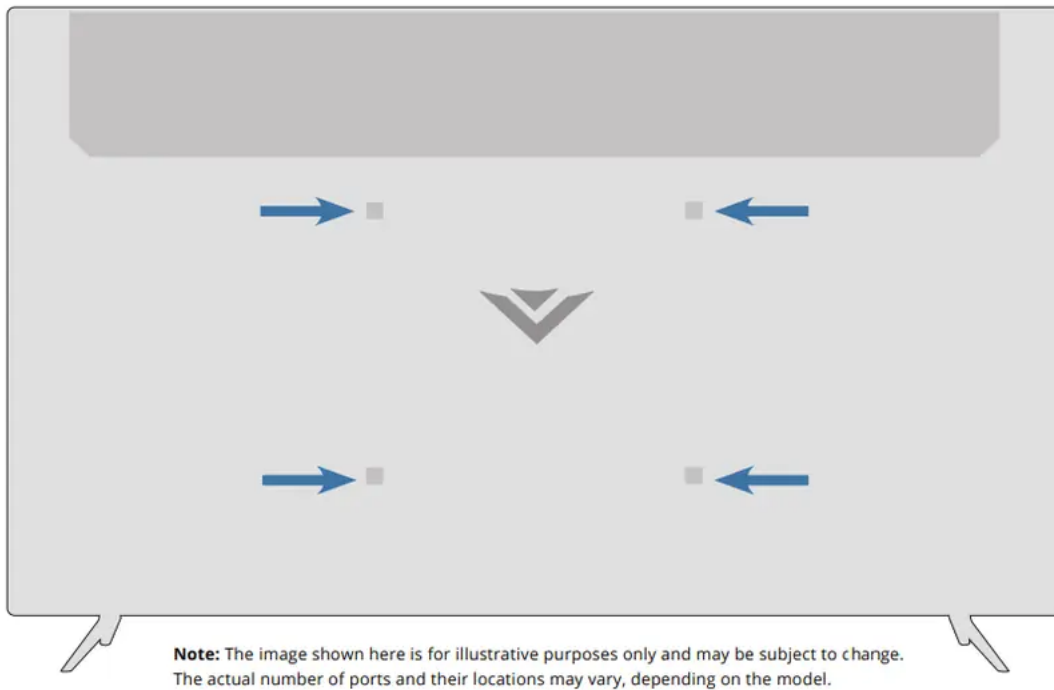 Note: The image shown here is for illustrative purposes only and may be subject to change.
The actual number of ports and their locations may vary, depending on the model.